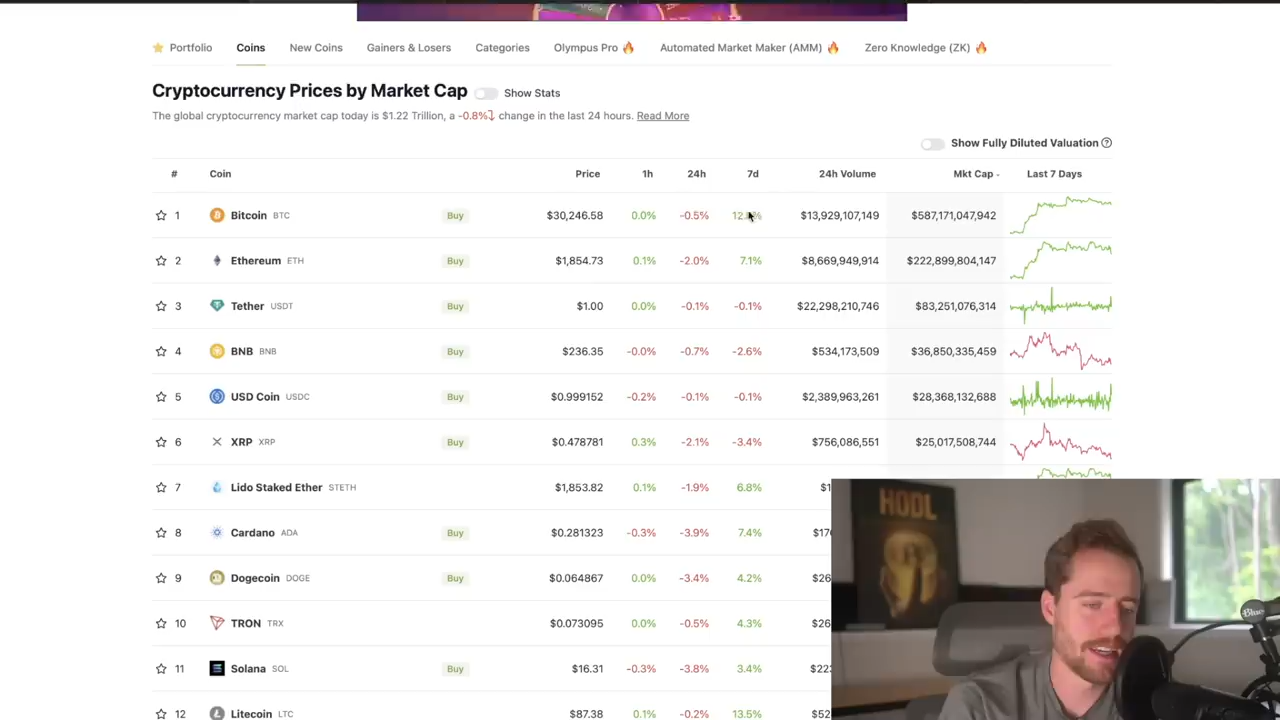 Portfolio Coins New Coins Gainers & Losers Categories Olympus Pro 🔥 Automated Market Maker (AMM) 🔥 Zero Knowledge (ZK) 🔥
Cryptocurrency Prices by Market Cap Show Stats
The global cryptocurrency market cap today is $1.22 Trillion, a -0.8% change in the last 24 hours. Read More
Show Fully Diluted Valuation
# Coin Price 1h 24h 7d 24h Volume Mkt Cap Last 7 Days
1 Bitcoin BTC Buy $30,246.58 0.0% -0.5% $13,929,107,149 $587,171,047,942
2 Ethereum ETH Buy $1,854.73 0.1% -2.0% 7.1% $8,669,949,914 $222,899,804,147
3 Tether USDT Buy $1.00 0.0% -0.1% -0.1% $22,298,210,746 $83,251,076,314
4 BNB BNB Buy $236.35 -0.0% -0.7% -2.6% $534,173,509 $36,850,335,459
5 USD Coin USDC Buy $0.999152 -0.2% -0.1% -0.1% $2,389,963,261 $28,368,132,688
6 XRP XRP Buy $0.478781 0.3% -2.1% -3.4% $756,086,551 $25,017,508,744
7 Lido Staked Ether STETH $1,853.82 0.1% -1.9% 6.8%
8 Cardano ADA Buy $0.281323 -0.3% -3.9% 7.4%
9 Dogecoin DOGE Buy $0.064867 0.0% -3.4% 4.2%
10 TRON TRX $0.073095 0.0% -0.5% 4.3%
11 Solana SOL Buy $16.31 -0.3% -3.8% 3.4%
12 Litecoin LTC $87.38 0.1% -0.2% 13.5%
HODL
Blue